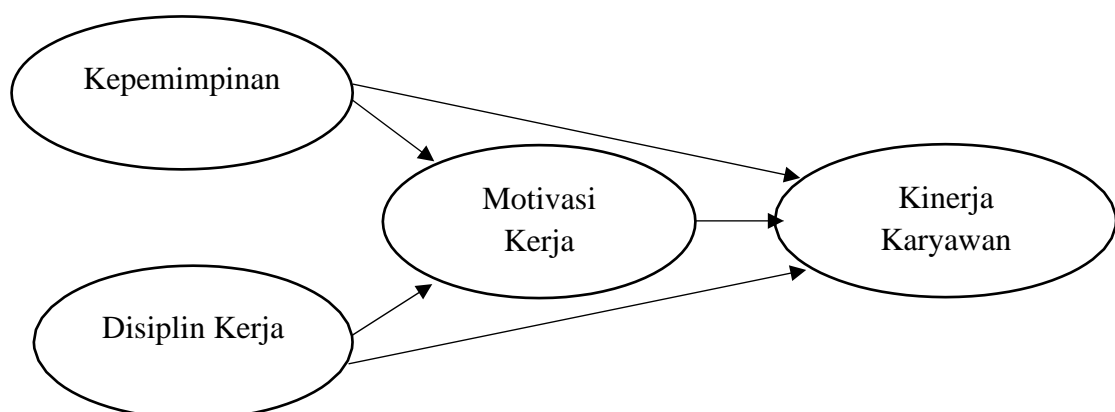 Kepemimpinan
Motivasi
Kerja
Kinerja
Karyawan
Disiplin Kerja